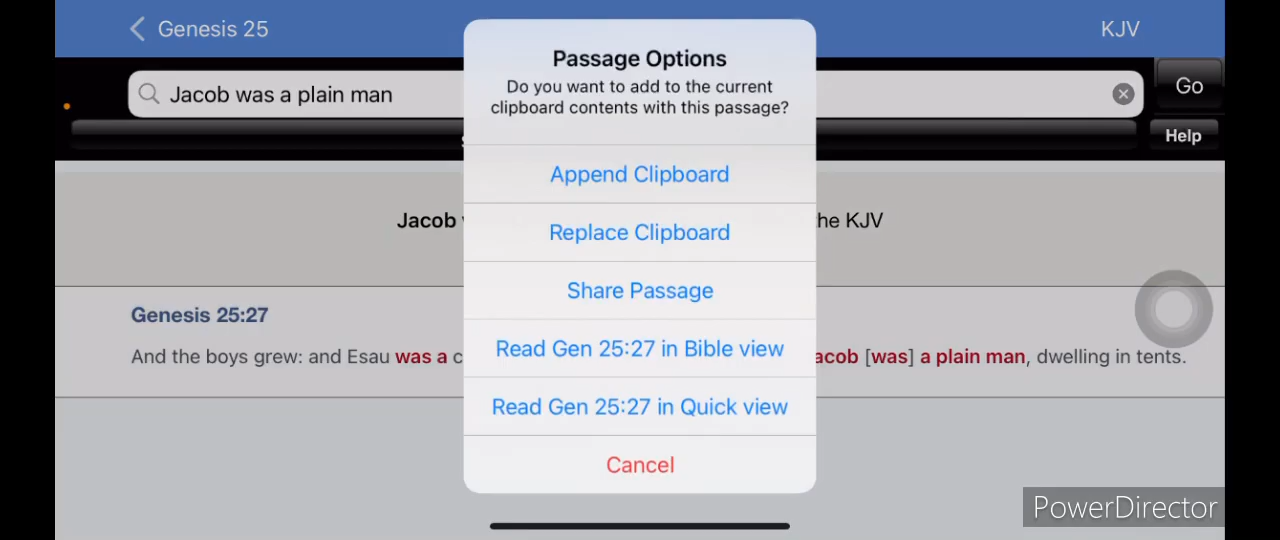 Genesis 25
KJV
Passage Options
Do you want to add to the current
clipboard contents with this passage?
Jacob was a plain man
Go
Help
Append Clipboard
Jacob
he KJV
Replace Clipboard
Share Passage
Genesis 25:27
Read Gen 25:27 in Bible view
And the boys grew: and Esau was a c
acob [was] a plain man, dwelling in tents.
Read Gen 25:27 in Quick view
Cancel
PowerDirector